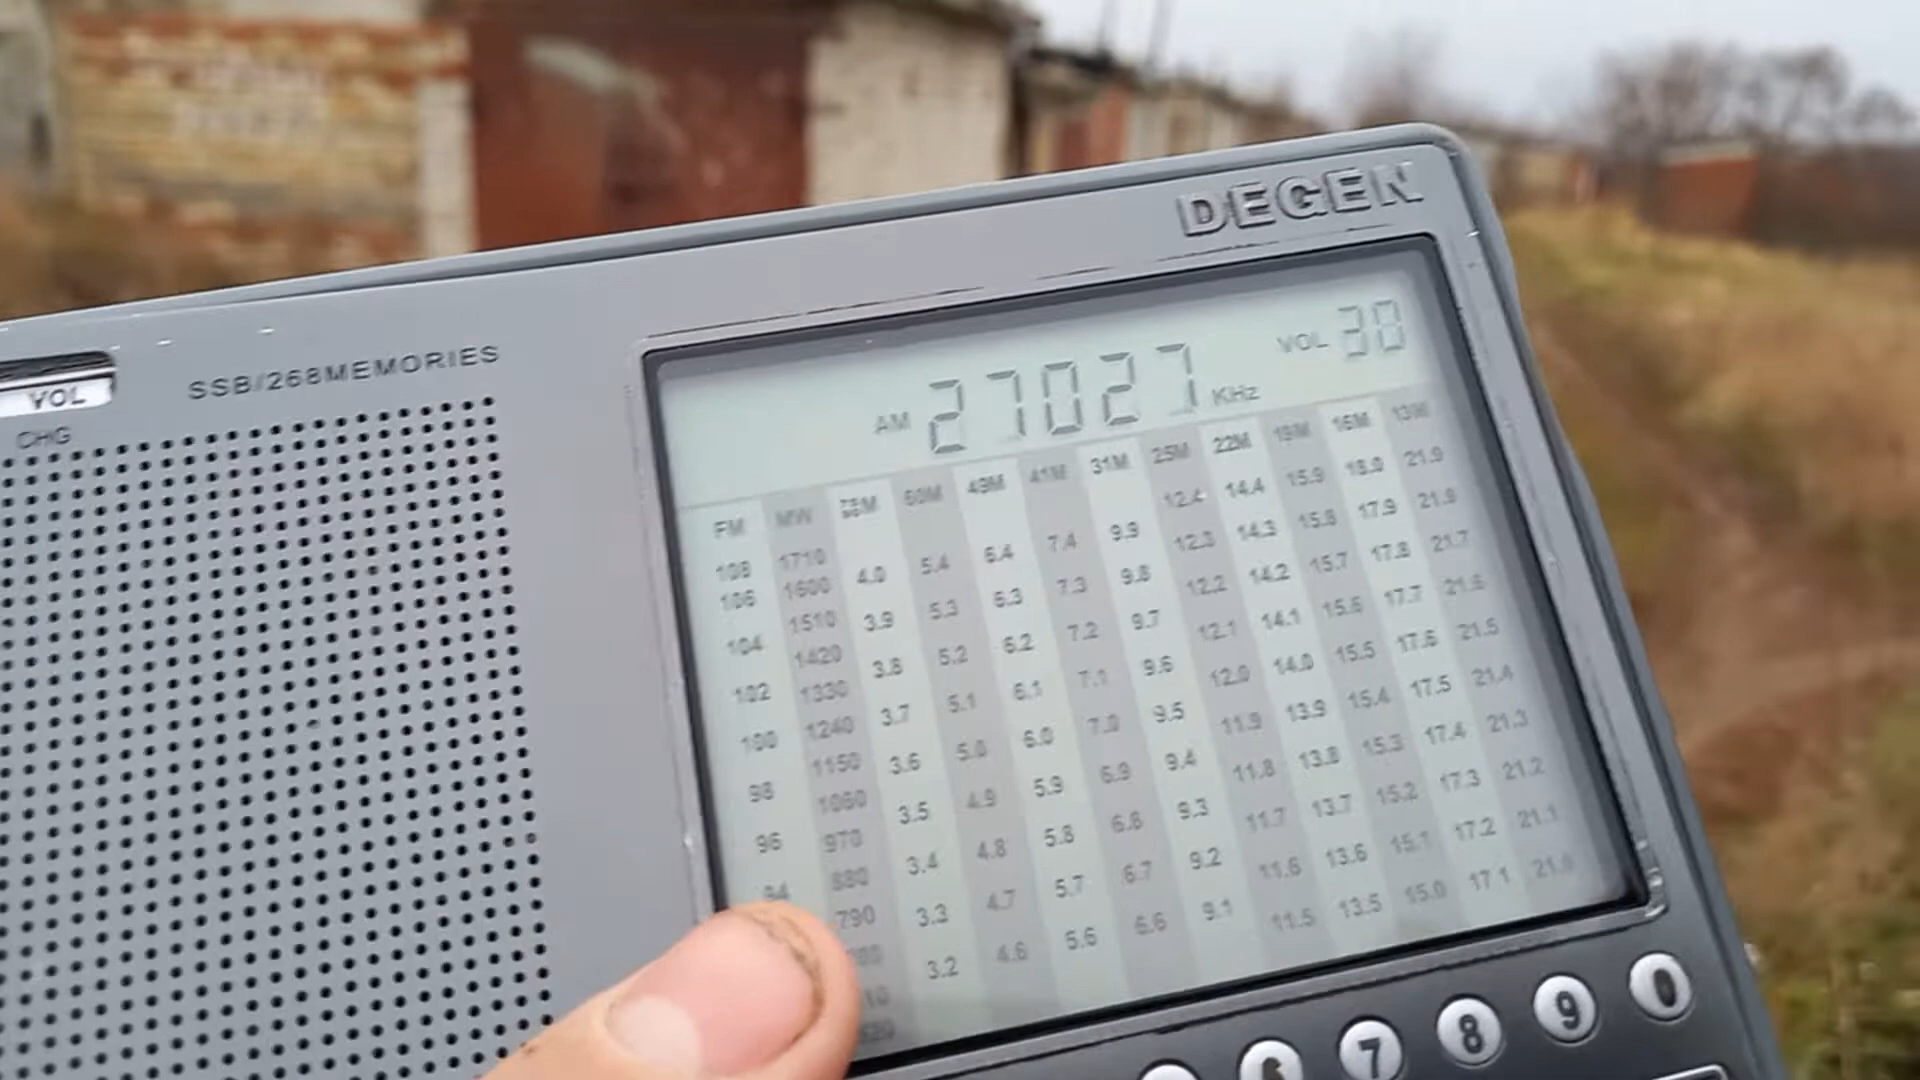 DEGEN
VOL
CHG
SSB/268MEMORIES
AM 27027 KHz VOL 38
FM MW 60M 49M 41M 31M 25M 22M 19M 16M 13M
108 1710 4.0 5.4 6.4 7.4 9.9 12.4 14.4 15.9 18.0 21.9
106 1600 3.9 5.3 6.3 7.3 9.8 12.3 14.3 15.8 17.9 21.8
104 1510 3.8 5.2 6.2 7.2 9.7 12.2 14.2 15.7 17.8 21.7
102 1420 3.7 5.1 6.1 7.1 9.6 12.1 14.1 15.6 17.7 21.6
100 1330 3.6 5.0 6.0 7.0 9.5 12.0 14.0 15.5 17.6 21.5
98 1240 3.5 4.9 5.9 6.9 9.4 11.9 13.9 15.4 17.5 21.4
96 1150 3.4 4.8 5.8 6.8 9.3 11.8 13.8 15.3 17.4 21.3
94 1060 3.3 4.7 5.7 6.7 9.2 11.7 13.7 15.2 17.3 21.2
970 3.2 4.6 5.6 6.6 9.1 11.6 13.6 15.1 17.2 21.1
880 11.5 13.5 15.0 17.1 21.0
790
6 7 8 9 0